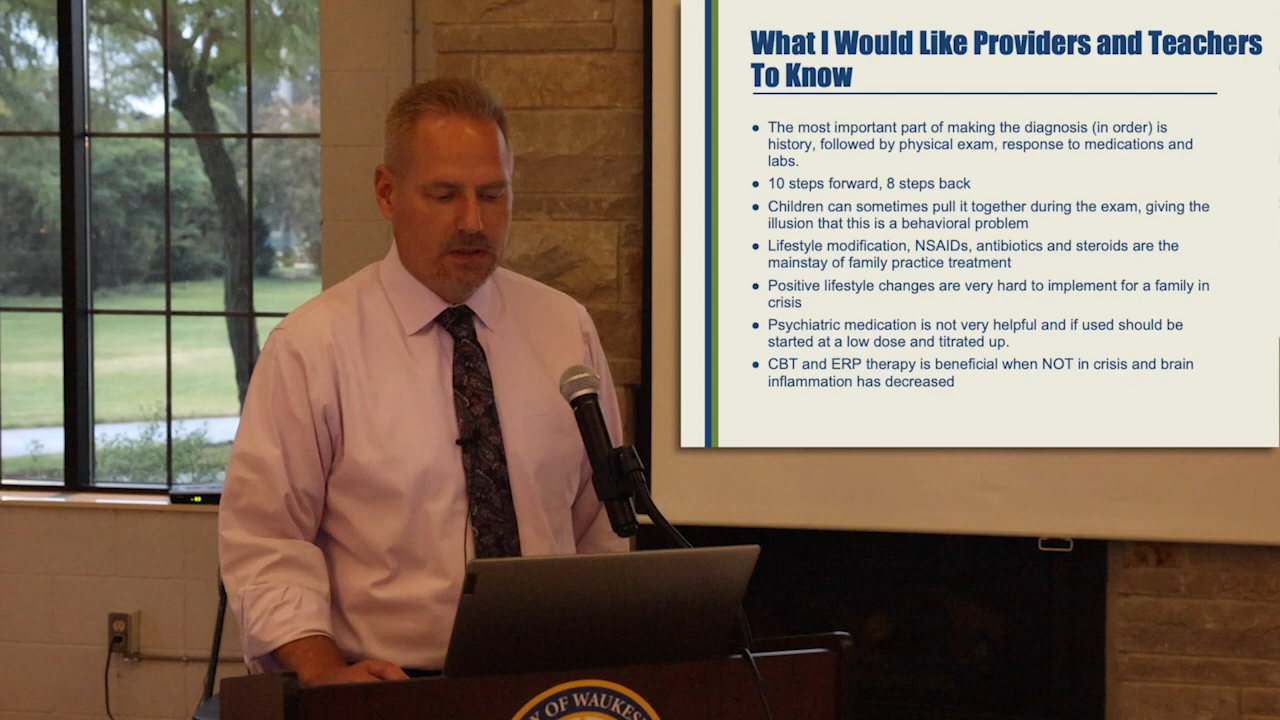 What I Would Like Providers and Teachers
To Know
● The most important part of making the diagnosis (in order) is
history, followed by physical exam, response to medications and
labs.
● 10 steps forward, 8 steps back
● Children can sometimes pull it together during the exam, giving the
illusion that this is a behavioral problem
● Lifestyle modification, NSAIDs, antibiotics and steroids are the
mainstay of family practice treatment
● Positive lifestyle changes are very hard to implement for a family in
crisis
● Psychiatric medication is not very helpful and if used should be
started at a low dose and titrated up.
● CBT and ERP therapy is beneficial when NOT in crisis and brain
inflammation has decreased
OF WAUKES